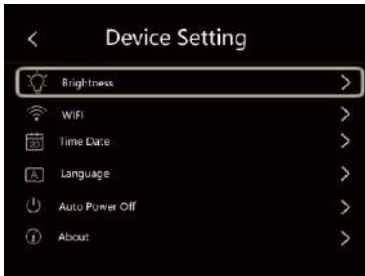 Device Setting
Brightness
WIFI
Time Date
Language
Auto Power Off
About